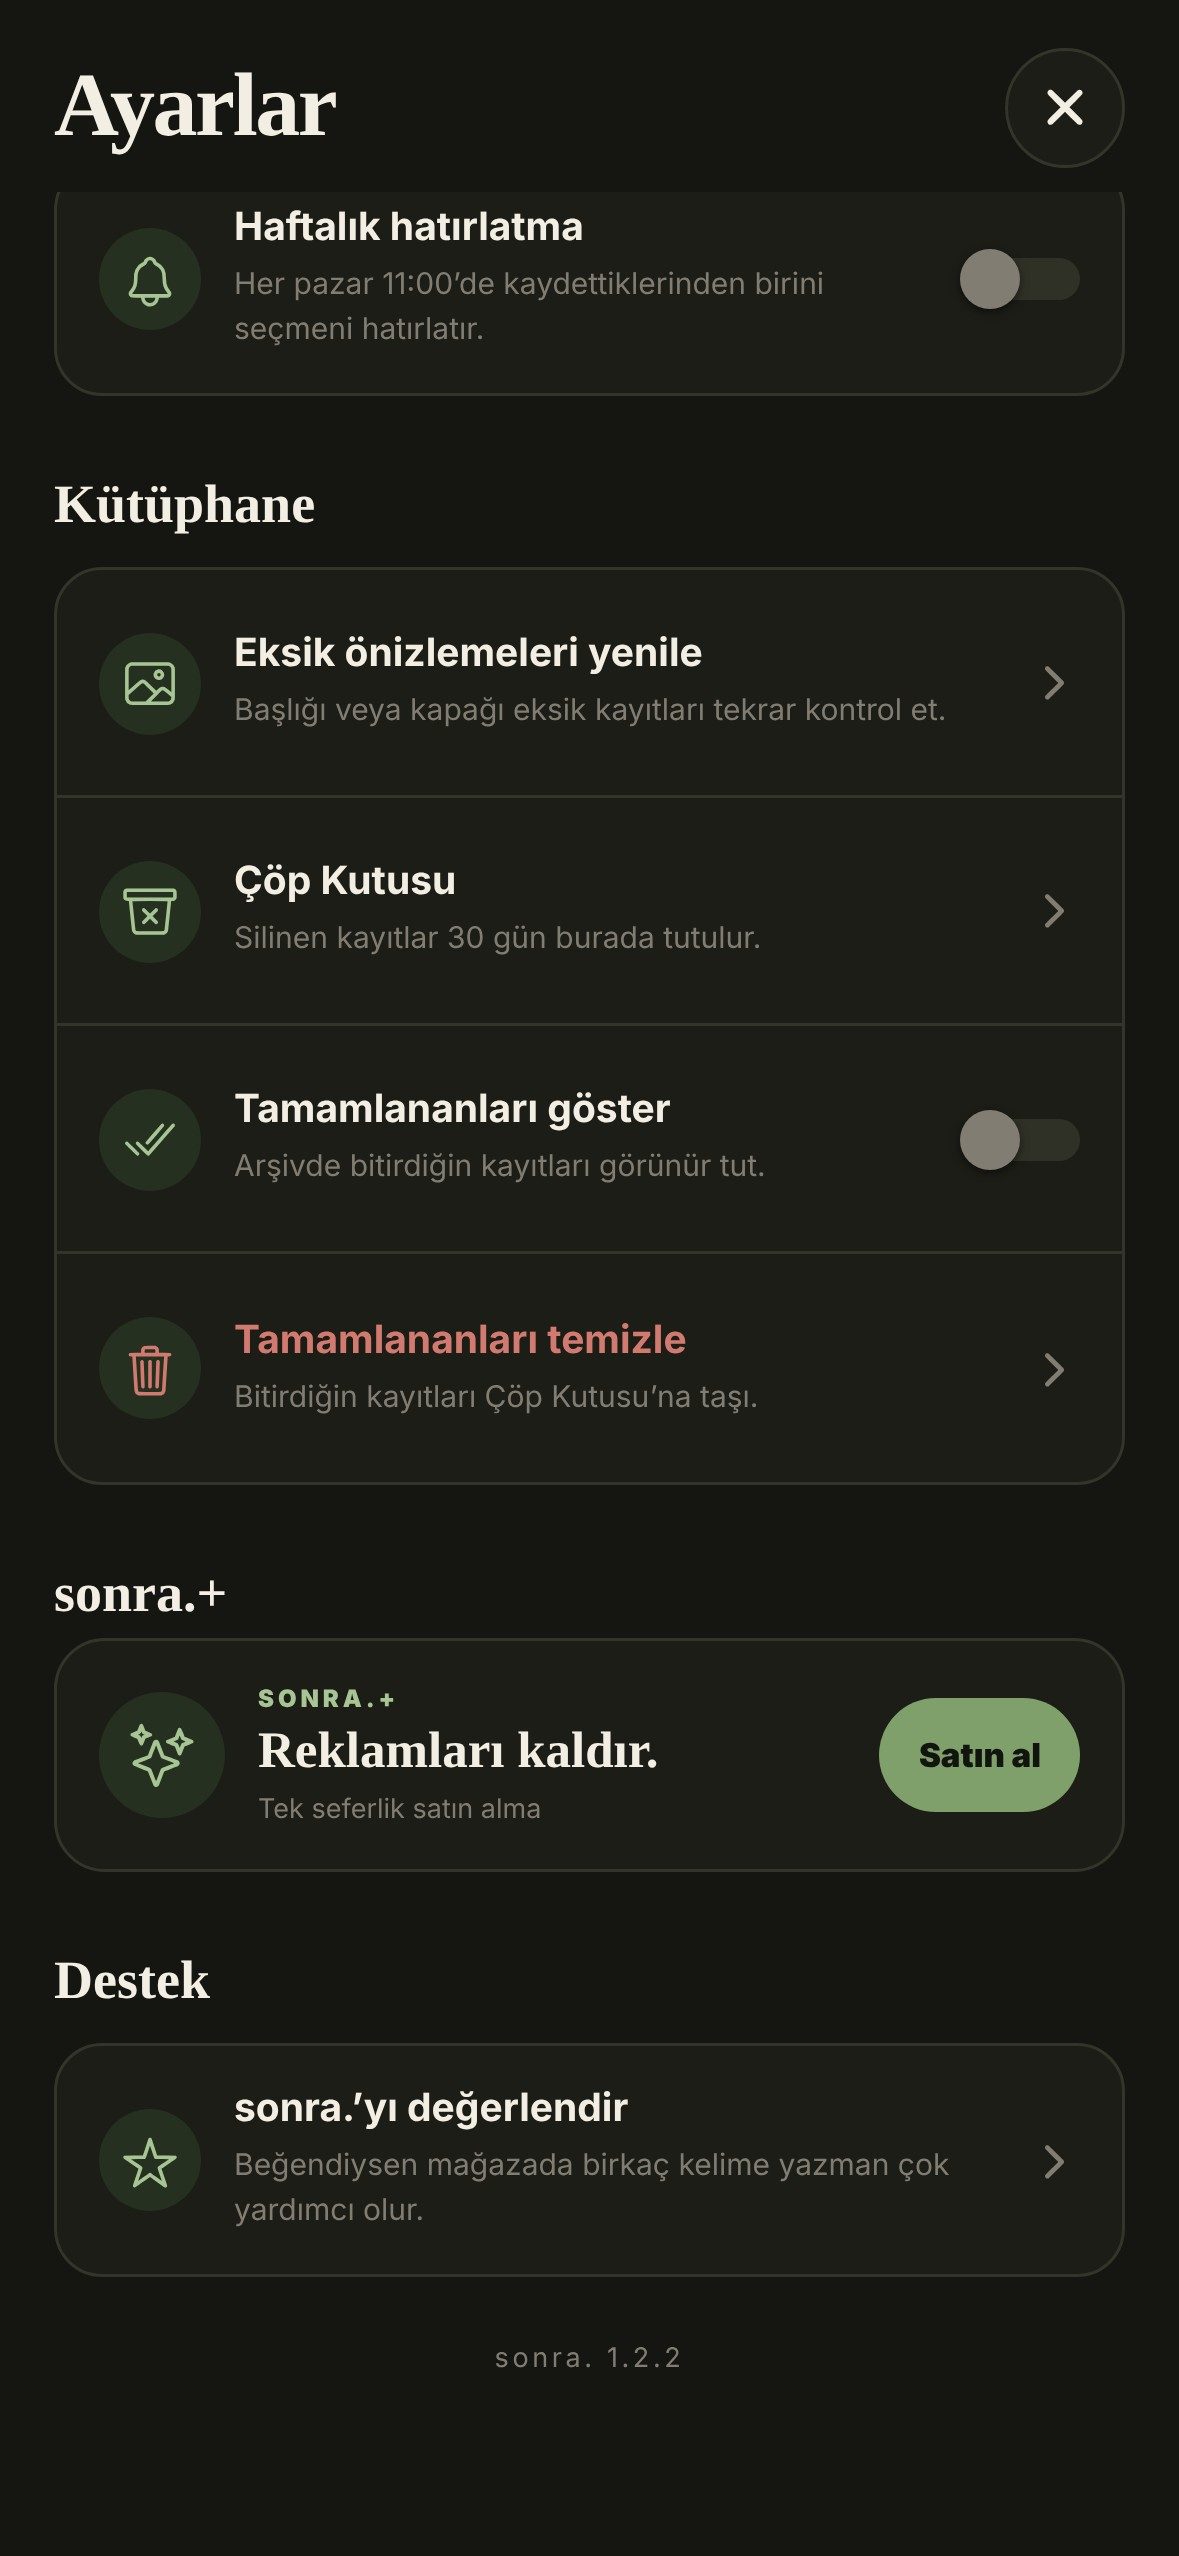 Ayarlar
Haftalık hatırlatma
Her pazar 11:00’de kaydettiklerinden birini
seçmeni hatırlatır.
Kütüphane
Eksik önizlemeleri yenile
Başlığı veya kapağı eksik kayıtları tekrar kontrol et.
Çöp Kutusu
Silinen kayıtlar 30 gün burada tutulur.
Tamamlananları göster
Arşivde bitirdiğin kayıtları görünür tut.
Tamamlananları temizle
Bitirdiğin kayıtları Çöp Kutusu’na taşı.
sonra.+
SONRA.+
Reklamları kaldır.
Tek seferlik satın alma
Satın al
Destek
sonra.’yı değerlendir
Beğendiysen mağazada birkaç kelime yazman çok
yardımcı olur.
sonra. 1.2.2